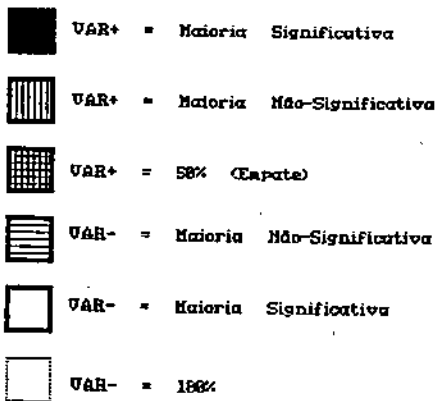 VAR+ = Maioria Significativa
VAR+ = Maioria Não-Significativa
VAR+ = 50% (Empate)
VAR- = Maioria Não-Significativa
VAR- = Maioria Significativa
VAR- = 100%